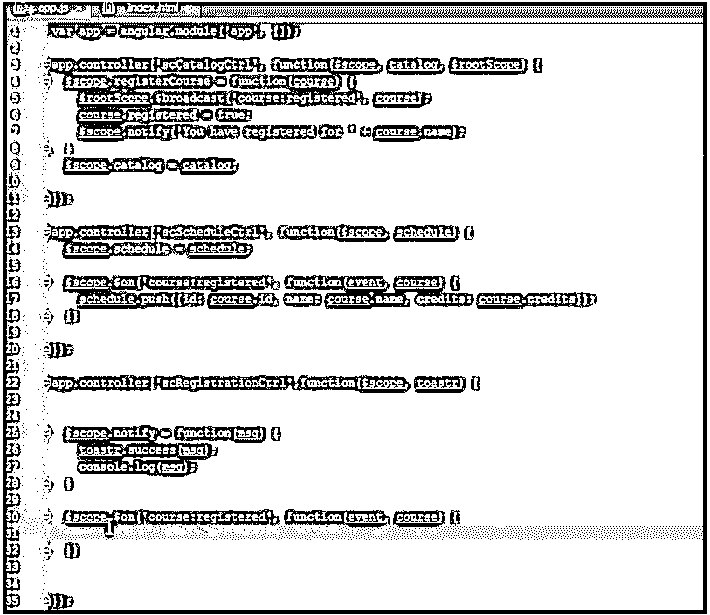 app.js index.html
1 var app = angular.module('app', []);
2
3 app.controller('scCatalogCtrl', function($scope, catalog, $rootScope) {
4 $scope.registerCourse = function(course) {
5 $rootScope.$broadcast('course:registered', course);
6 course.registered = true;
7 $scope.notify('You have registered for ' + course.name);
8 }
9 $scope.catalog = catalog;
10
11 });
12
13 app.controller('scScheduleCtrl', function($scope, schedule) {
14 $scope.schedule = schedule;
15
16 $scope.$on('course:registered', function(event, course) {
17 schedule.push({id: course.id, name: course.name, credits: course.credits});
18 })
19
20 });
21
22 app.controller('scRegistrationCtrl',function($scope, toastr) {
23
24
25 $scope.notify = function(msg) {
26 toastr.success(msg);
27 console.log(msg);
28 }
29
30 $scope.$on('course:registered', function(event, course) {
31
32 })
33
34
35 });